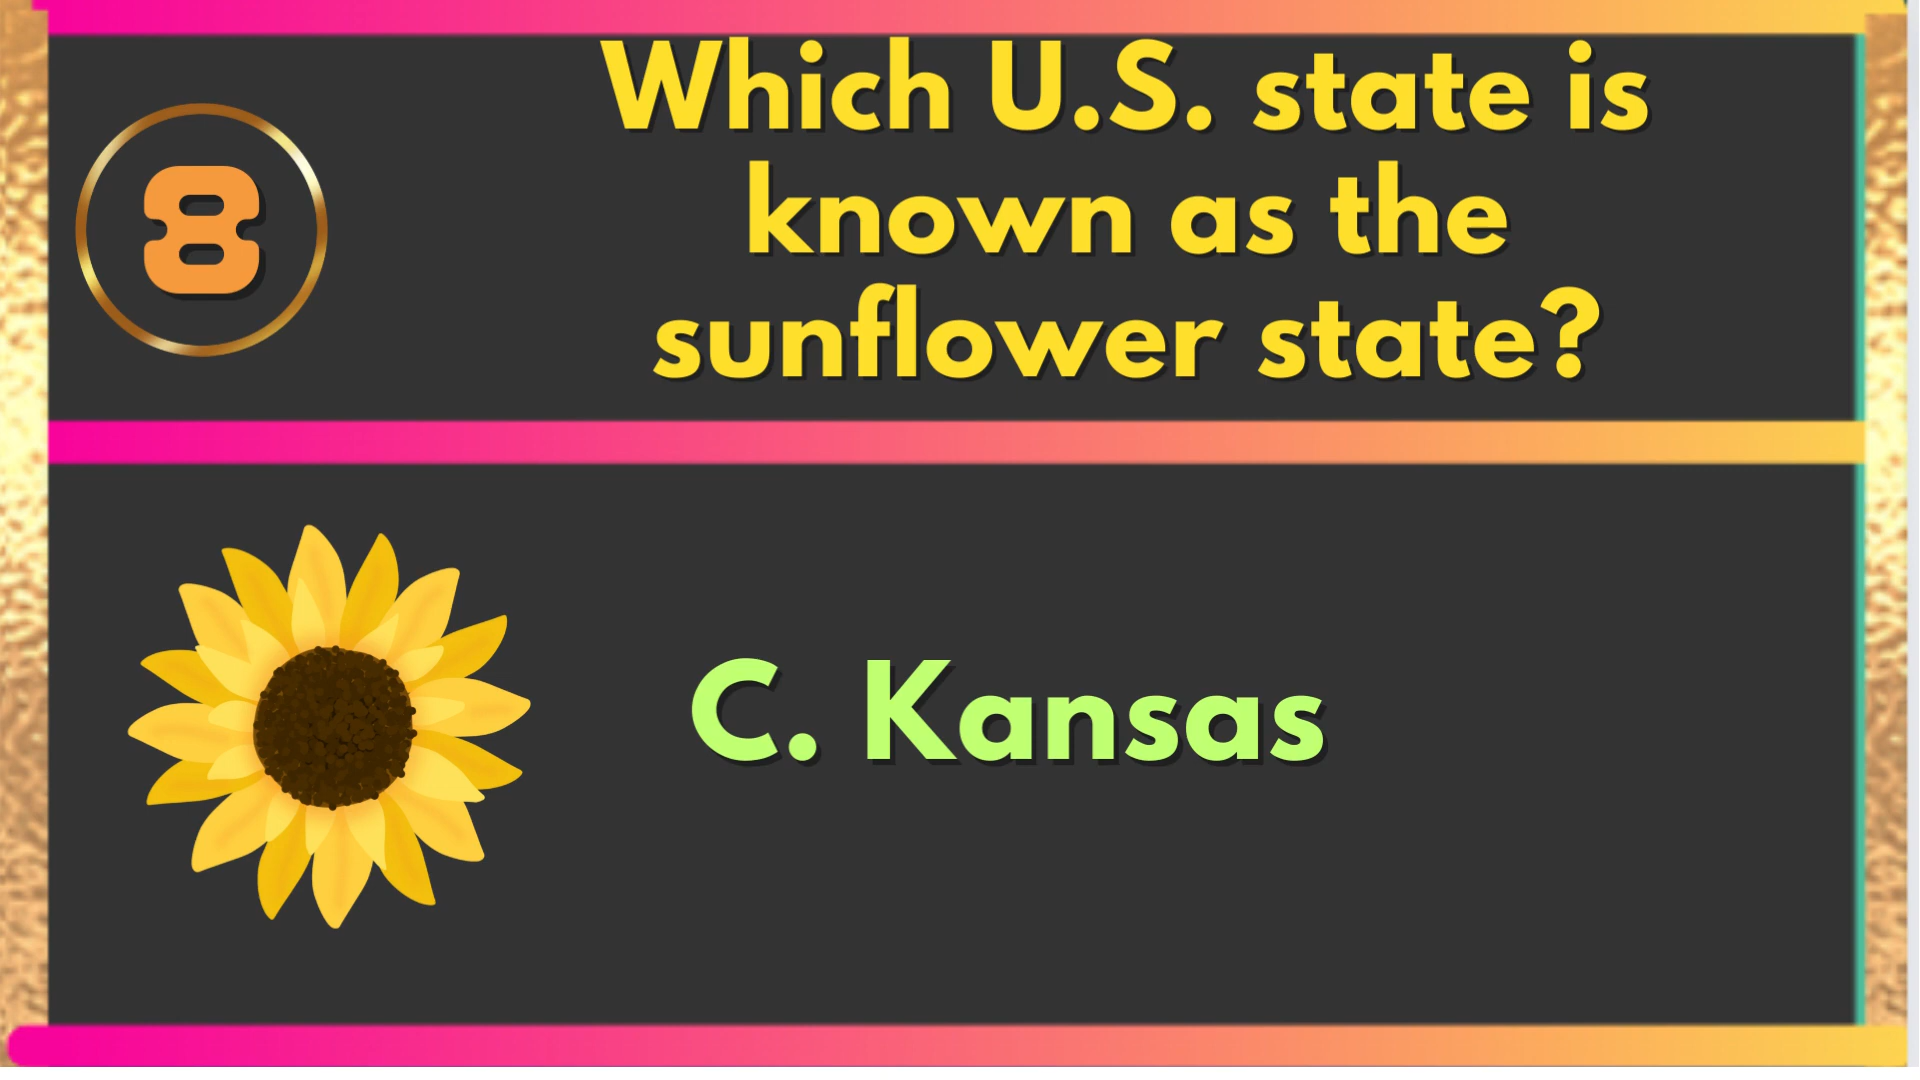 8
Which U.S. state is
known as the
sunflower state?
C. Kansas